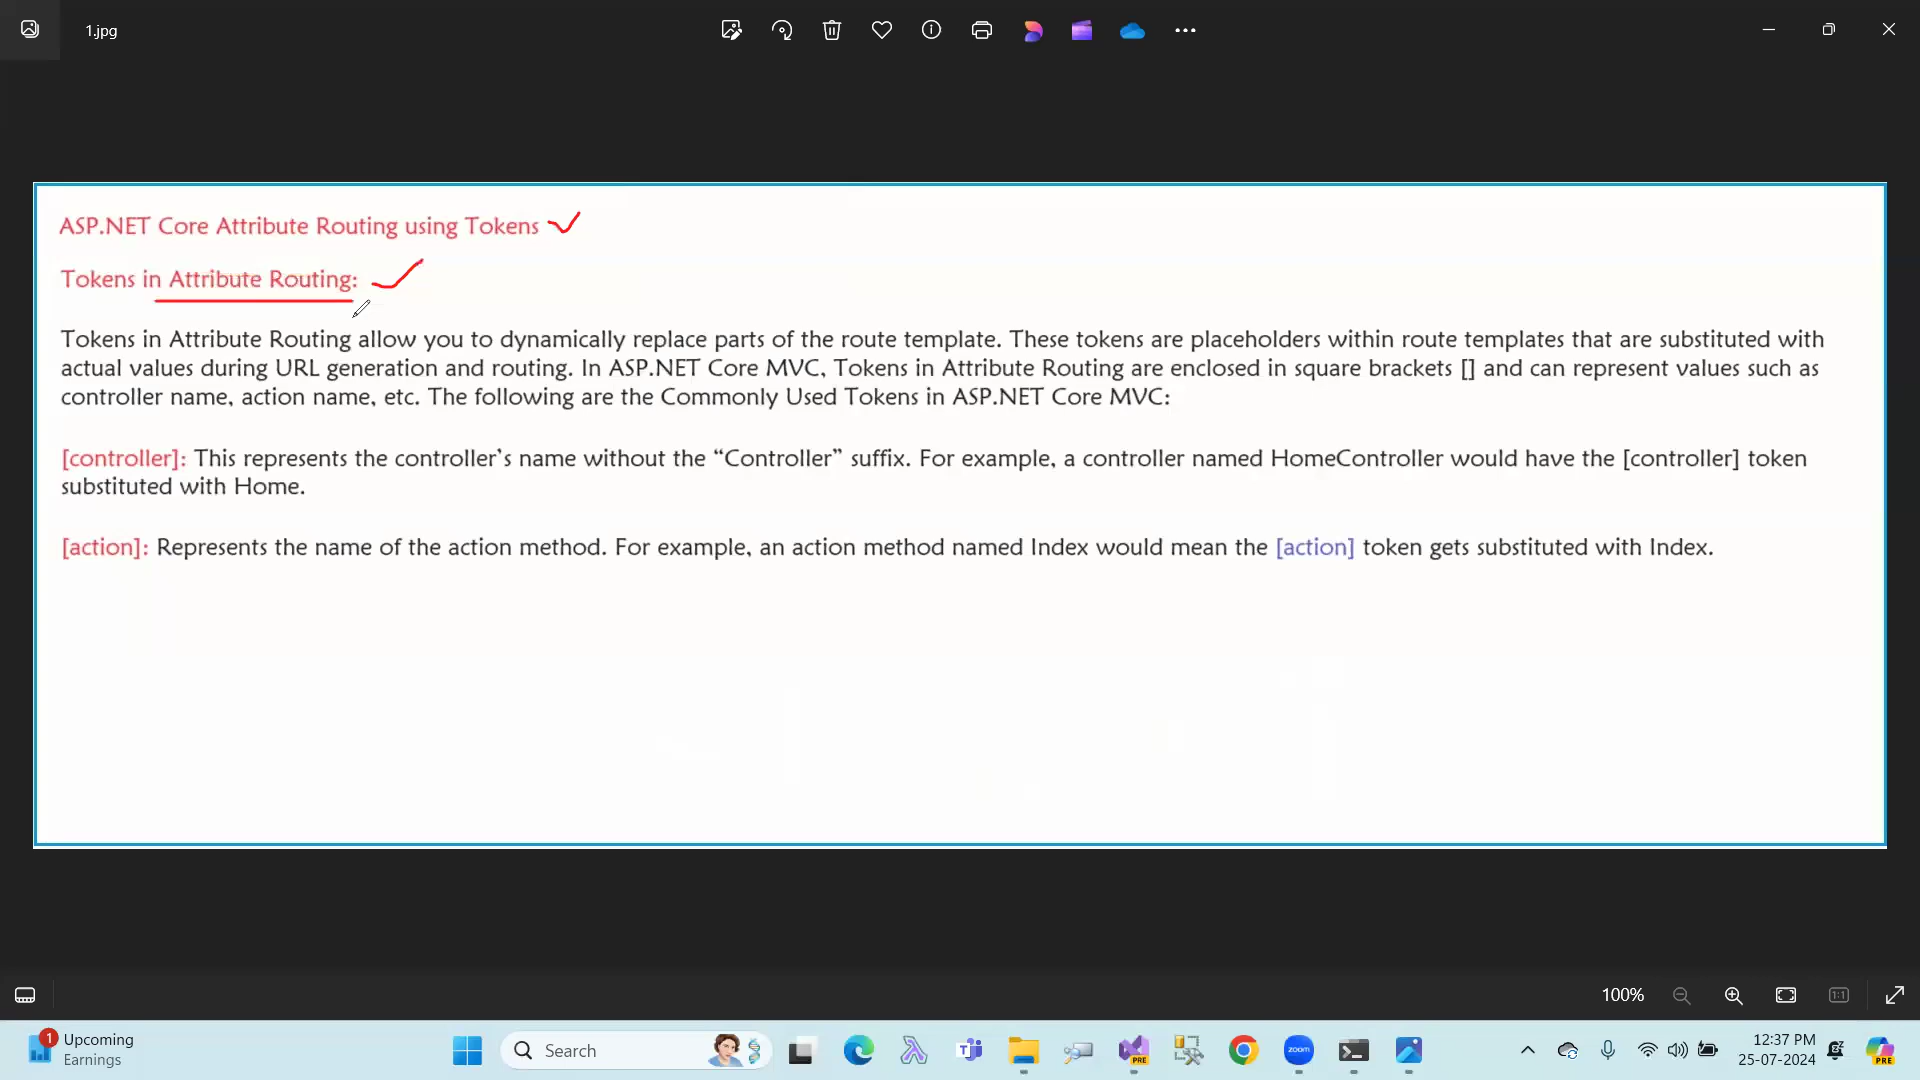 1.jpg
ASP.NET Core Attribute Routing using Tokens
Tokens in Attribute Routing:
Tokens in Attribute Routing allow you to dynamically replace parts of the route template. These tokens are placeholders within route templates that are substituted with
actual values during URL generation and routing. In ASP.NET Core MVC, Tokens in Attribute Routing are enclosed in square brackets [] and can represent values such as
controller name, action name, etc. The following are the Commonly Used Tokens in ASP.NET Core MVC:
[controller]: This represents the controller’s name without the “Controller” suffix. For example, a controller named HomeController would have the [controller] token
substituted with Home.
[action]: Represents the name of the action method. For example, an action method named Index would mean the [action] token gets substituted with Index.
100%
1:1
1
Upcoming
Earnings
Search
PRE
zoom
12:37 PM
25-07-2024
PRE